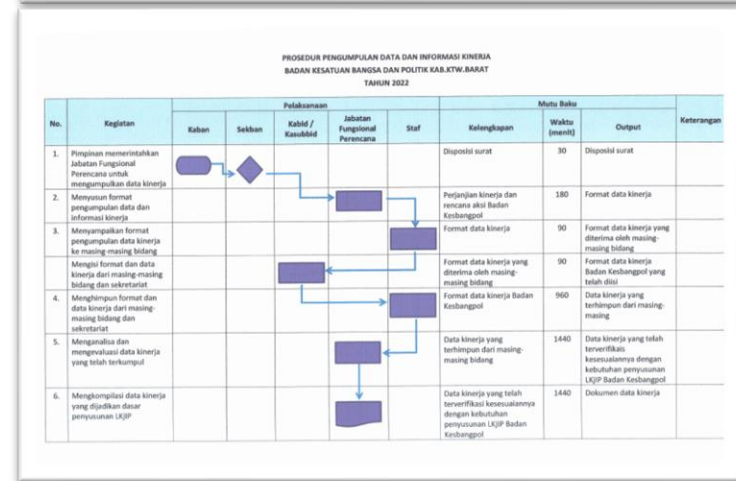 PROSEDUR PENGUMPULAN DATA DAN INFORMASI KINERJA
BADAN KESATUAN BANGSA DAN POLITIK KAB.KTW.BARAT
TAHUN 2022
No.
Kegiatan
Pelaksanaan
Mutu Baku
Keterangan
Kaban
Sekban
Kabid /
Kasubbid
Jabatan
Fungsional
Perencana
Staf
Kelengkapan
Waktu
(menit)
Output
1.
Pimpinan memerintahkan
Jabatan Fungsional
Perencana untuk
mengumpulkan data kinerja
Disposisi surat
30
Disposisi surat
2.
Menyusun format
pengumpulan data dan
informasi kinerja
Perjanjian kinerja dan
rencana aksi Badan
Kesbangpol
180
Format data kinerja
3.
Menyampaikan format
pengumpulan data kinerja
ke masing-masing bidang
Format data kinerja
90
Format data kinerja yang
diterima oleh masing-
masing bidang
Mengisi format dan data
kinerja dari masing-masing
bidang dan sekretariat
Format data kinerja yang
diterima oleh masing-
masing bidang
90
Format data kinerja
Badan Kesbangpol yang
telah diisi
4.
Menghimpun format dan
data kinerja dari masing-
masing bidang dan
sekretariat
Format data kinerja Badan
Kesbangpol
960
Data kinerja yang
terhimpun dari masing-
masing
5.
Menganalisa dan
mengevaluasi data kinerja
yang telah terkumpul
Data kinerja yang
terhimpun dari masing-
masing bidang
1440
Data kinerja yang telah
terverifikais
kesesuaiannya dengan
kebutuhan penyusunan
LKJIP Badan Kesbangpol
6.
Mengkompilasi data kinerja
yang dijadikan dasar
penyusunan LKJIP
Data kinerja yang telah
terverifikasi kesesuaiannya
dengan kebutuhan
penyusunan LKJIP Badan
Kesbangpol
1440
Dokumen data kinerja